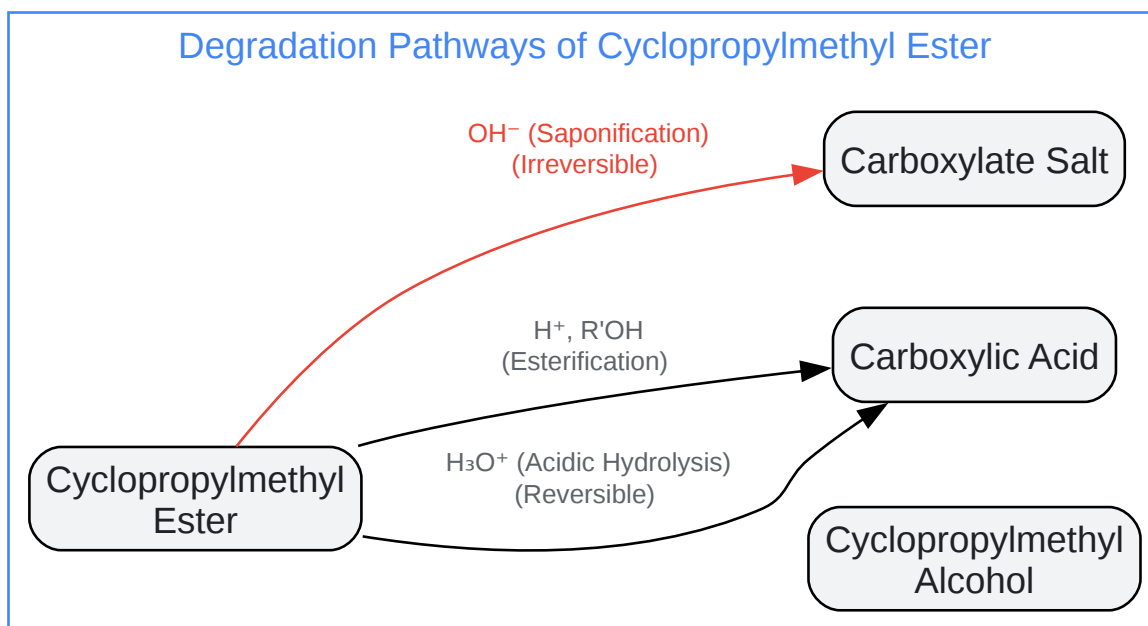 Degradation Pathways of Cyclopropylmethyl Ester
OH⁻ (Saponification)
(Irreversible)
Carboxylate Salt
H⁺, R'OH
(Esterification)
Carboxylic Acid
H₃O⁺ (Acidic Hydrolysis)
(Reversible)
Cyclopropylmethyl
Ester
Cyclopropylmethyl
Alcohol